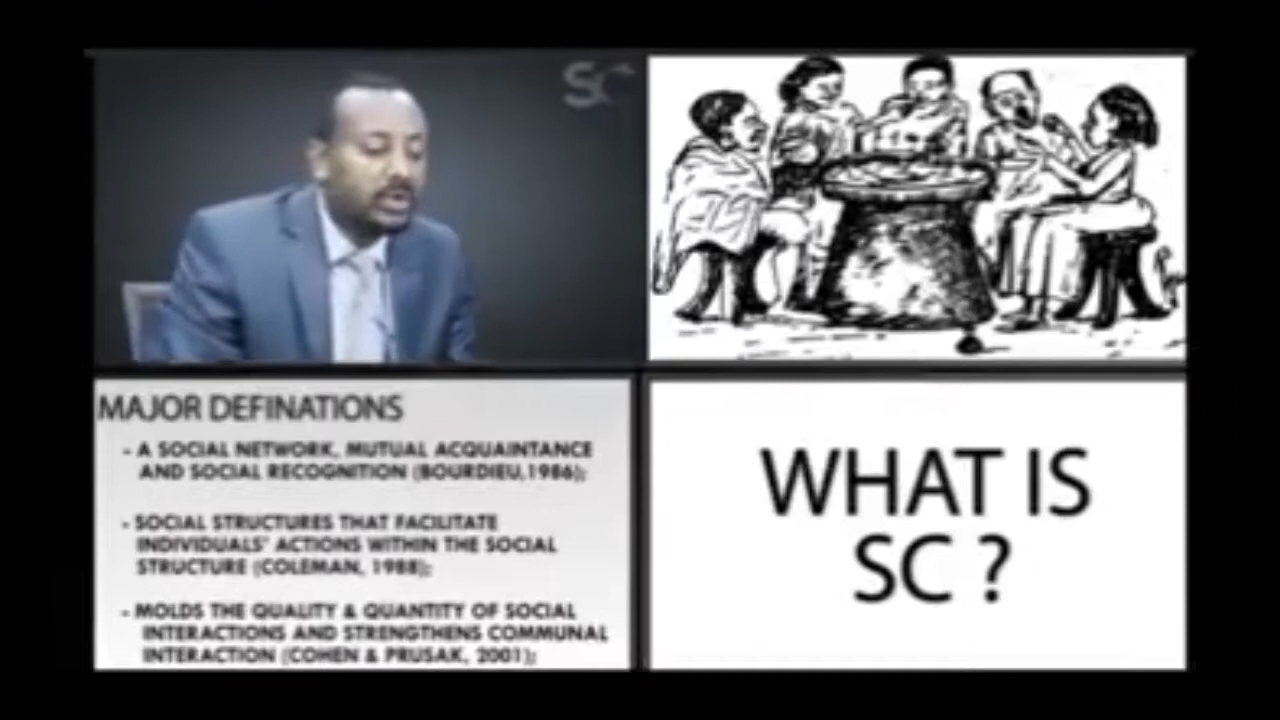 SC
MAJOR DEFINATIONS
- A SOCIAL NETWORK, MUTUAL ACQUAINTANCE
AND SOCIAL RECOGNITION (BOURDIEU,1986);
- SOCIAL STRUCTURES THAT FACILITATE
INDIVIDUALS' ACTIONS WITHIN THE SOCIAL
STRUCTURE (COLEMAN, 1988);
- MOLDS THE QUALITY & QUANTITY OF SOCIAL
INTERACTIONS AND STRENGTHENS COMMUNAL
INTERACTION (COHEN & PRUSAK, 2001);
WHAT IS
SC ?